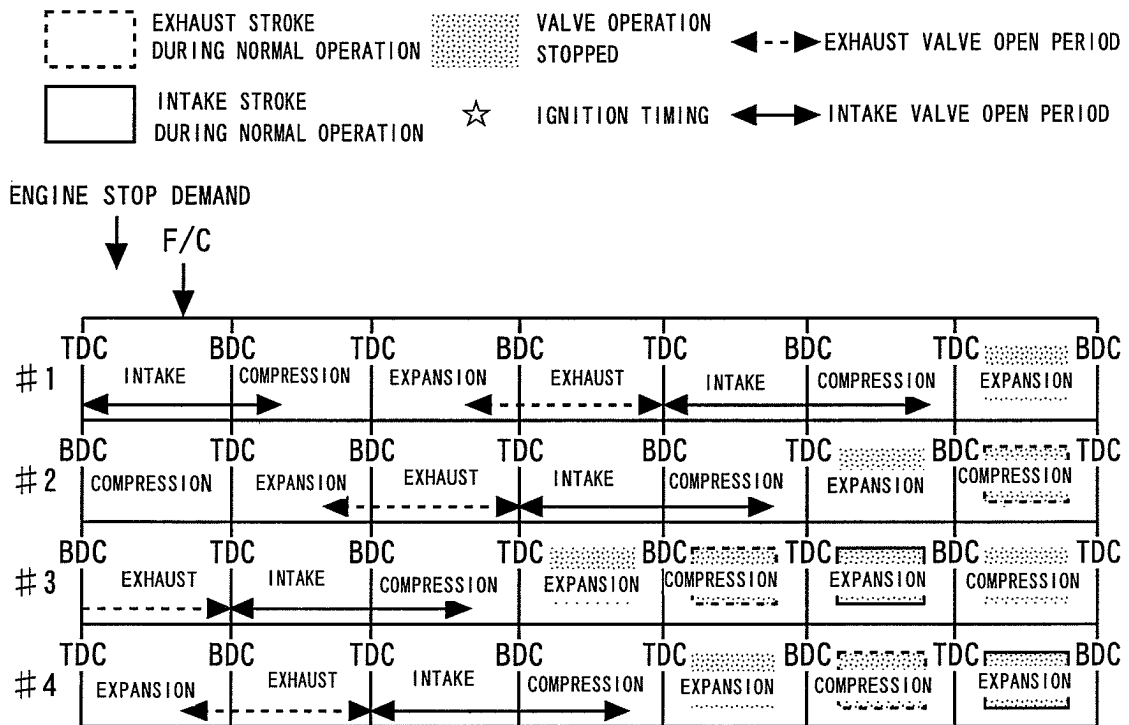 EXHAUST STROKE
DURING NORMAL OPERATION
VALVE OPERATION
STOPPED
EXHAUST VALVE OPEN PERIOD
INTAKE STROKE
DURING NORMAL OPERATION
IGNITION TIMING
INTAKE VALVE OPEN PERIOD
ENGINE STOP DEMAND
F/C
TDC BDC TDC BDC TDC BDC TDC BDC
#1 INTAKE COMPRESSION EXPANSION EXHAUST INTAKE COMPRESSION EXPANSION
BDC TDC BDC TDC BDC TDC BDC TDC
#2 COMPRESSION EXPANSION EXHAUST INTAKE COMPRESSION EXPANSION COMPRESSION
BDC TDC BDC TDC BDC TDC BDC TDC
#3 EXHAUST INTAKE COMPRESSION EXPANSION COMPRESSION EXPANSION COMPRESSION
TDC BDC TDC BDC TDC BDC TDC BDC
#4 EXPANSION EXHAUST INTAKE COMPRESSION EXPANSION COMPRESSION EXPANSION